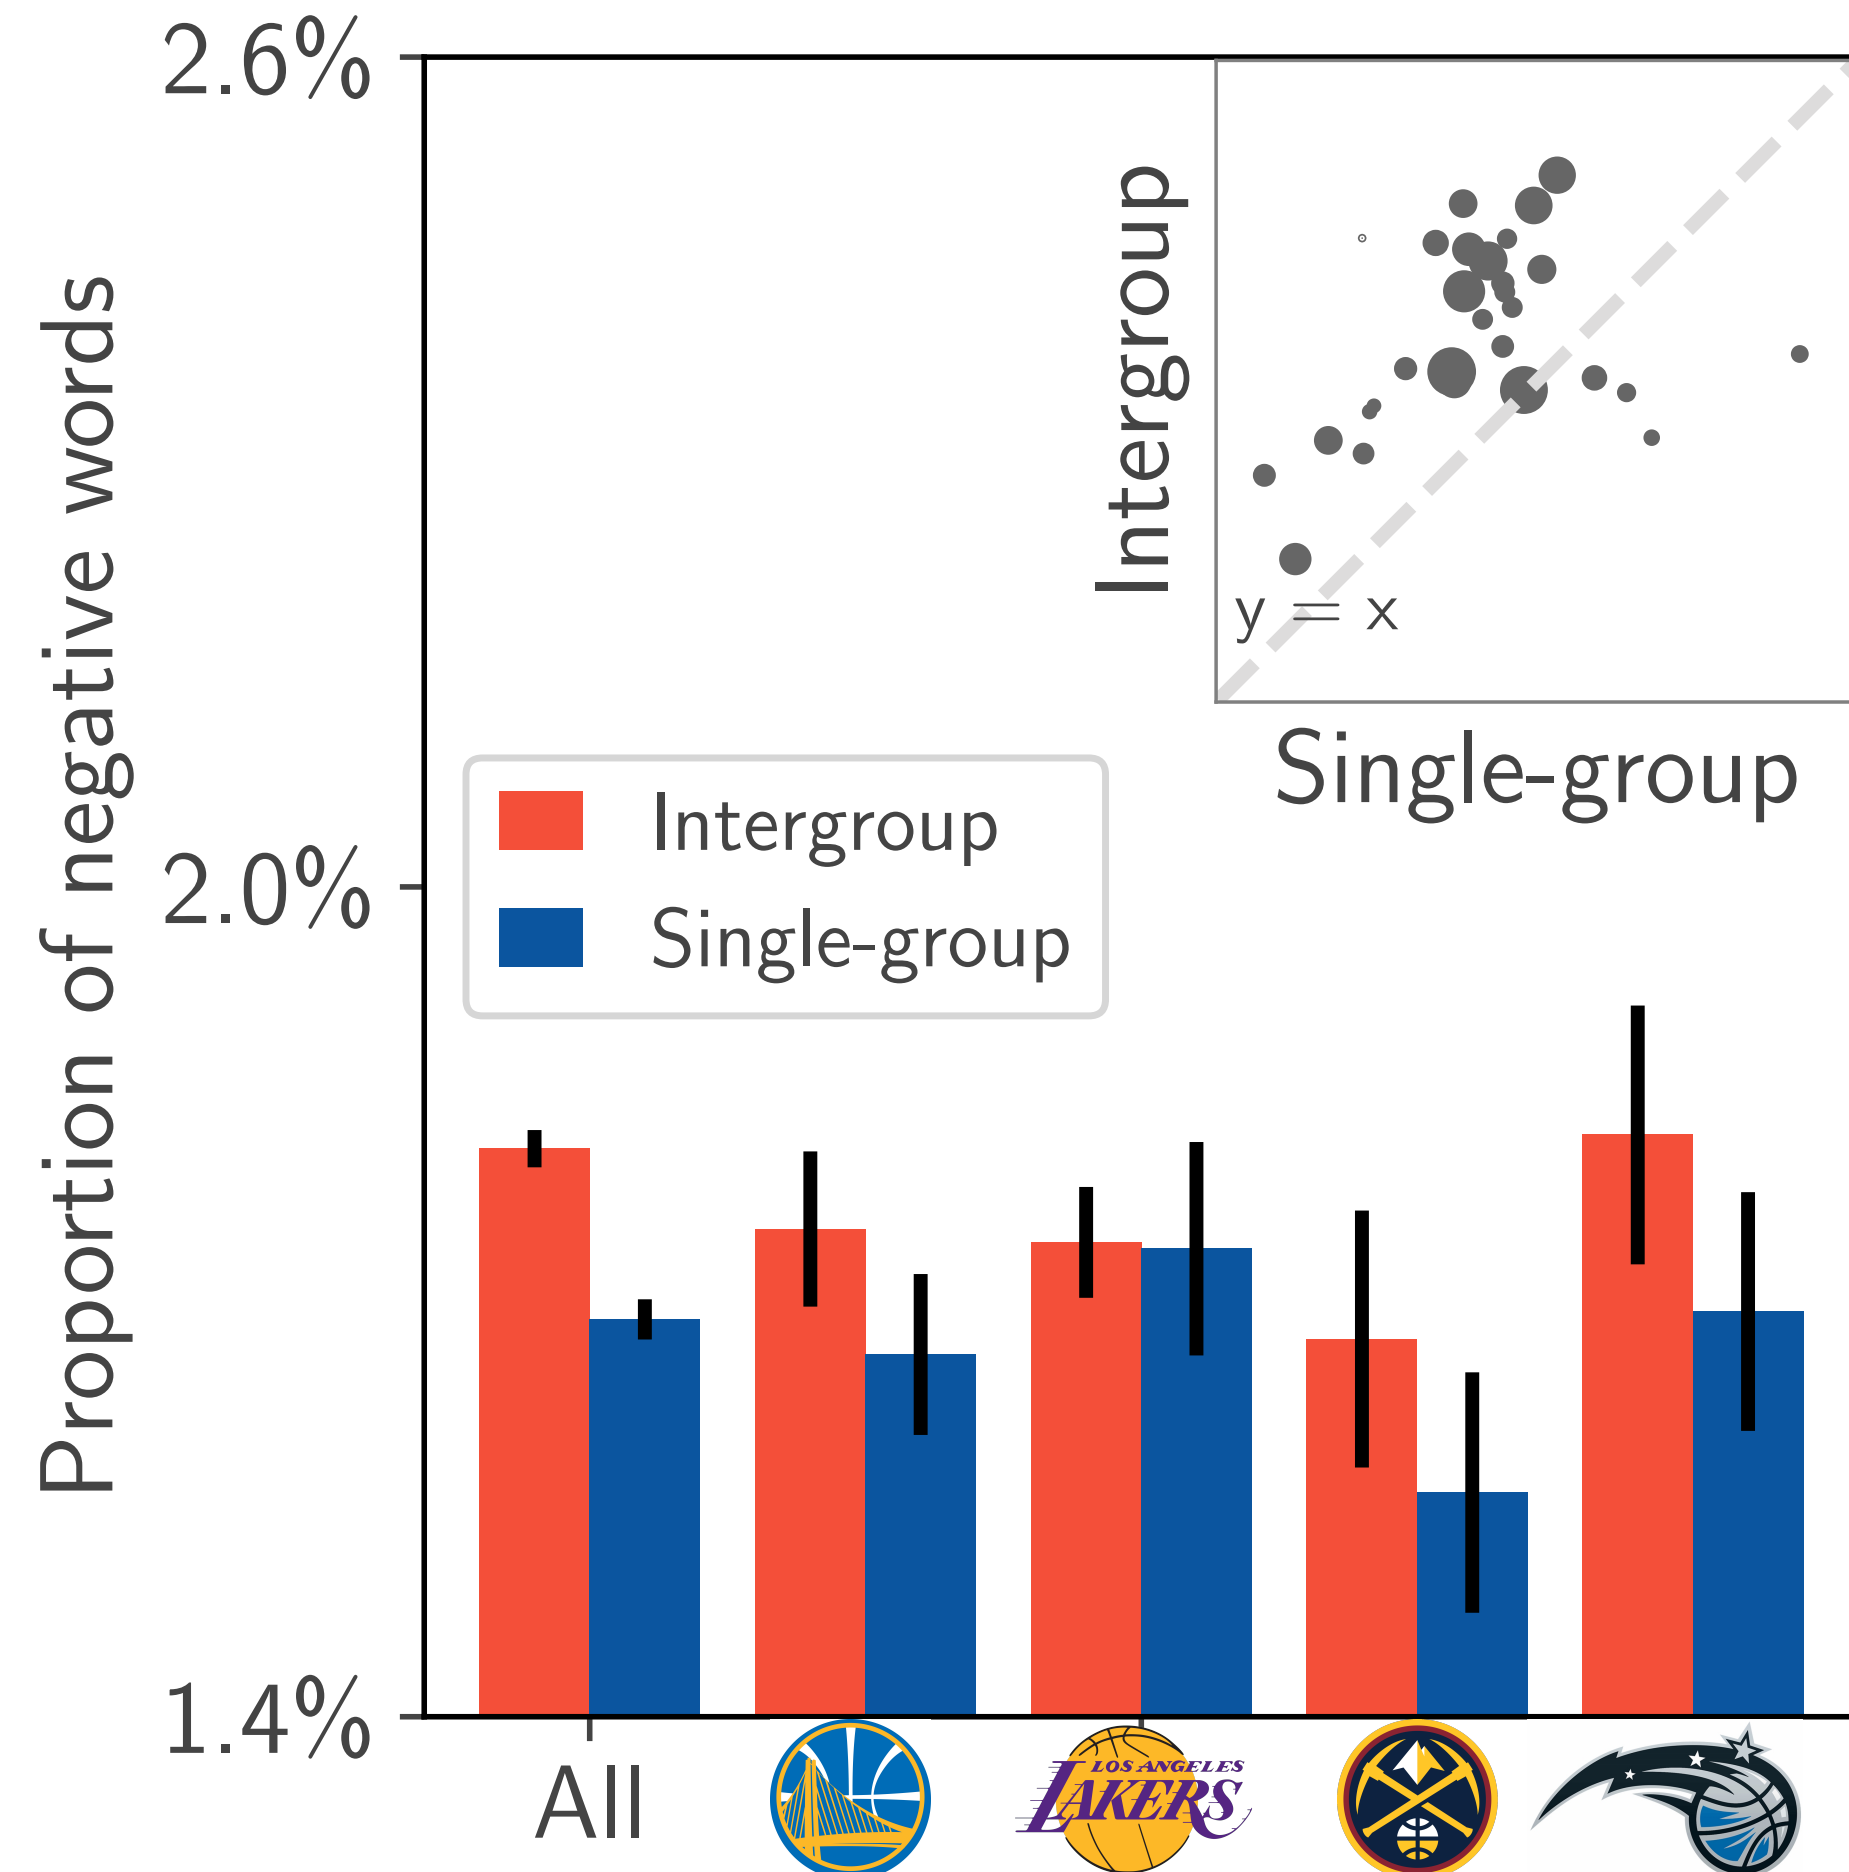 Proportion of negative words
2.6%
2.0%
1.4%
Intergroup
y = x
Single-group
Intergroup
Single-group
All
LOS ANGELES
LAKERS